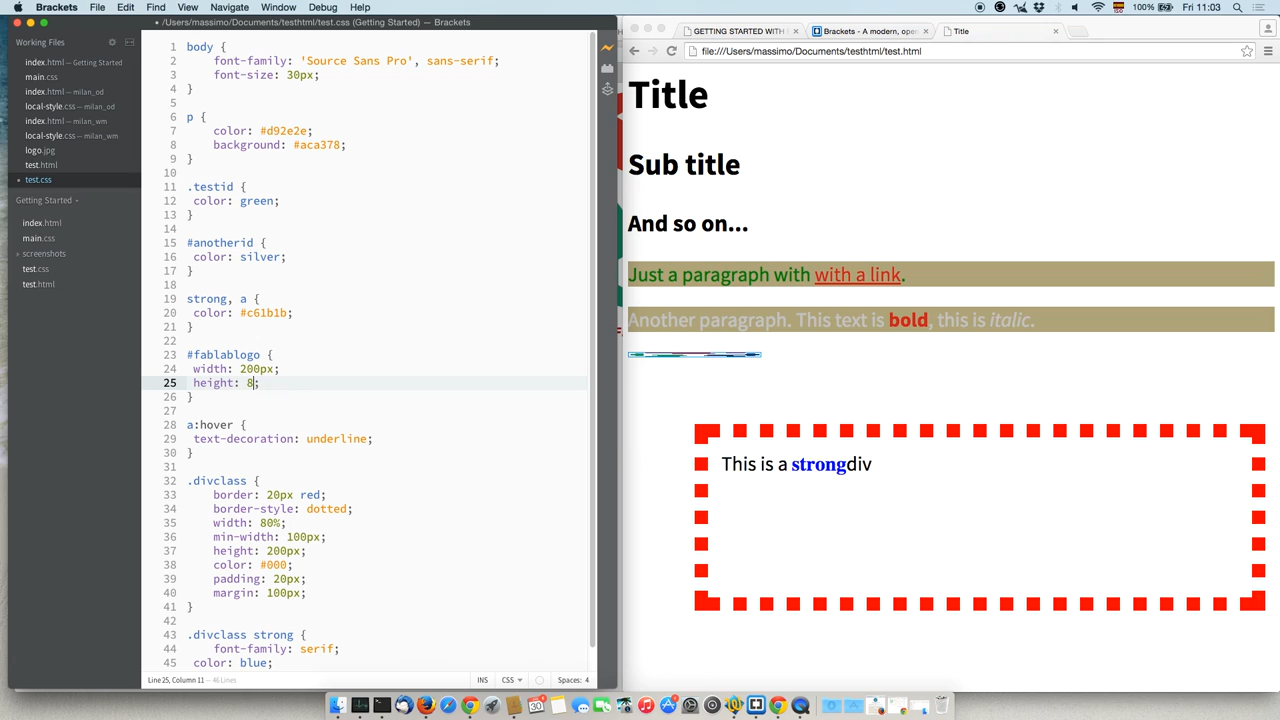 Brackets File Edit Find View Navigate Window Debug Help 100% Fri 11:03
• /Users/massimo/Documents/testhtml/test.css (Getting Started) — Brackets
Working Files
index.html — Getting Started
main.css
index.html — milan_od
local-style.css — milan_od
index.html — milan_wm
local-style.css — milan_wm
logo.jpg
test.html
test.css
Getting Started
index.html
main.css
screenshots
test.css
test.html
1 body {
2 font-family: 'Source Sans Pro', sans-serif;
3 font-size: 30px;
4 }
5
6 p {
7 color: #d92e2e;
8 background: #aca378;
9 }
10
11 .testid {
12 color: green;
13 }
14
15 #anotherid {
16 color: silver;
17 }
18
19 strong, a {
20 color: #c61b1b;
21 }
22
23 #fablablogo {
24 width: 200px;
25 height: 8;
26 }
27
28 a:hover {
29 text-decoration: underline;
30 }
31
32 .divclass {
33 border: 20px red;
34 border-style: dotted;
35 width: 80%;
36 min-width: 100px;
37 height: 200px;
38 color: #000;
39 padding: 20px;
40 margin: 100px;
41 }
42
43 .divclass strong {
44 font-family: serif;
45 color: blue;
Line 25, Column 11 — 46 Lines
INS CSS Spaces: 4
GETTING STARTED WITH
Brackets - A modern, open
Title
file:///Users/massimo/Documents/testhtml/test.html
Title
Sub title
And so on...
Just a paragraph with with a link.
Another paragraph. This text is bold, this is italic.
This is a strongdiv
30